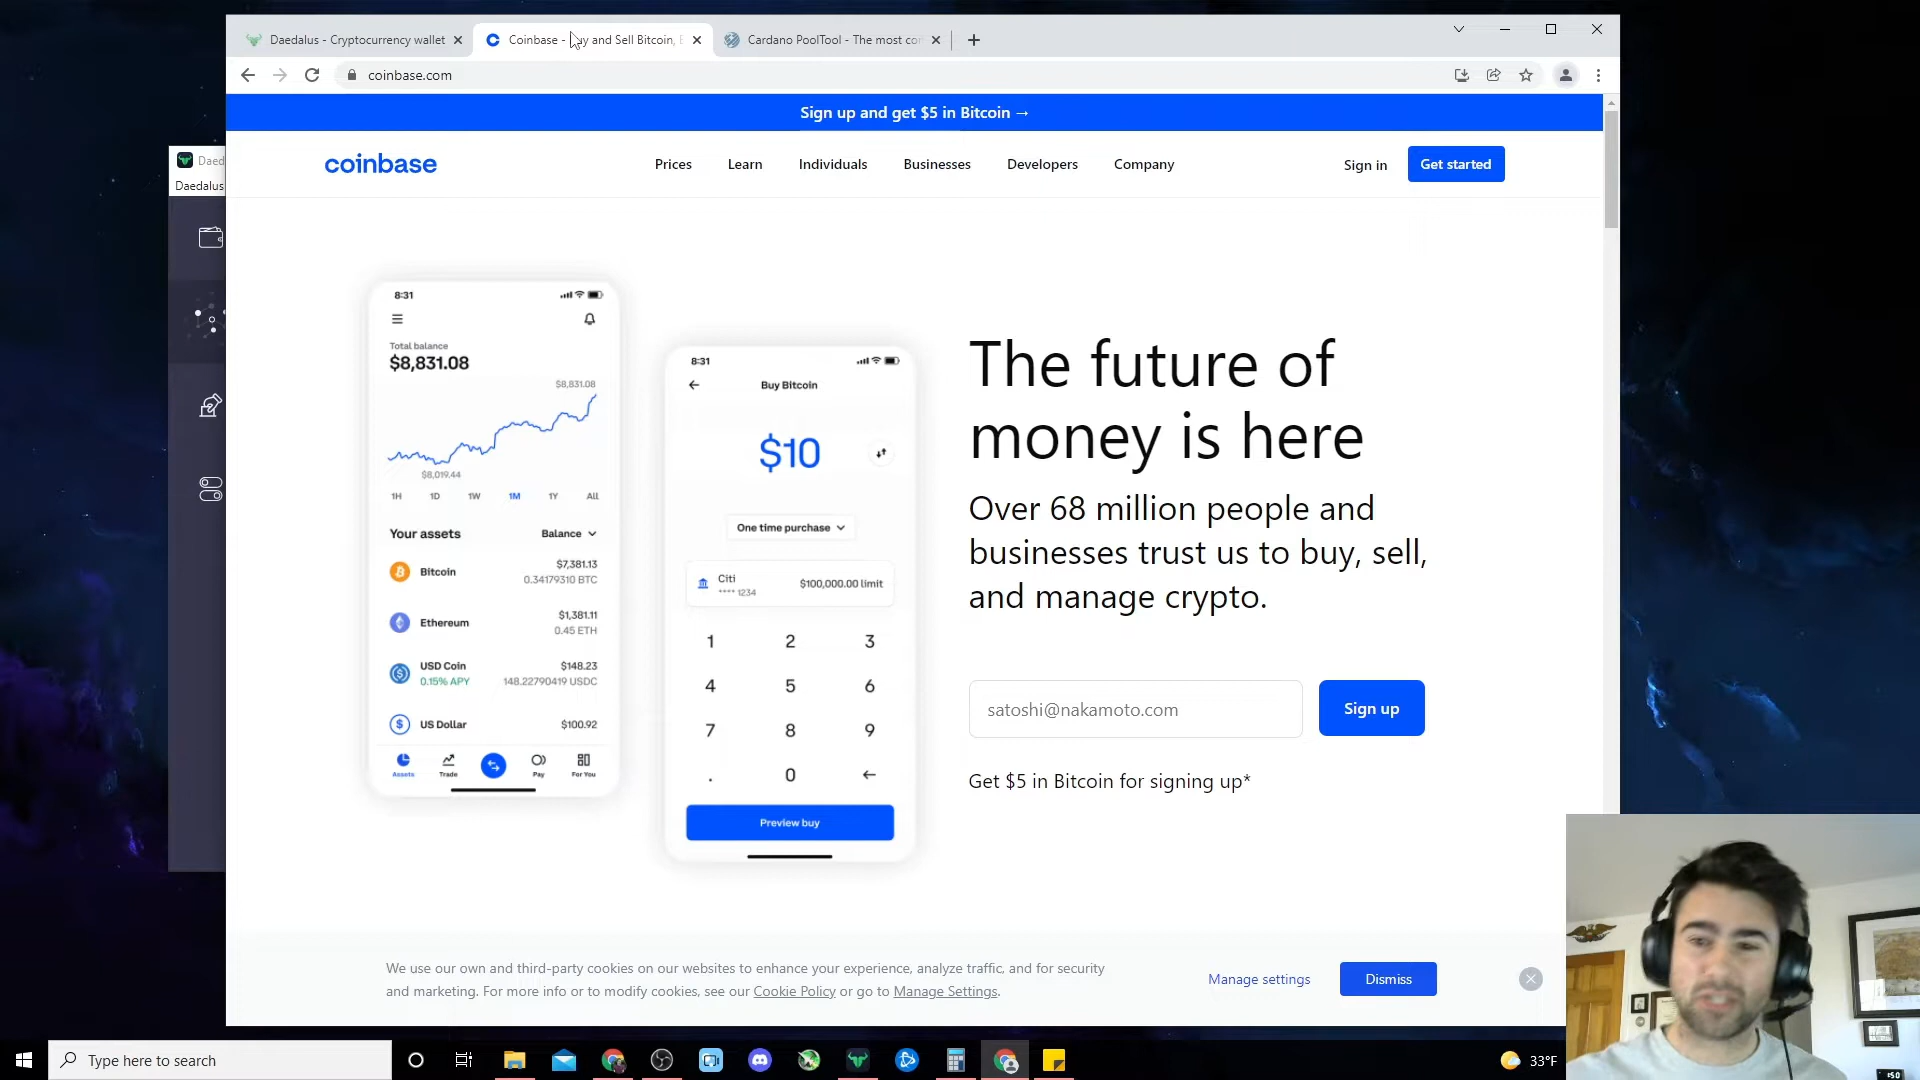 Daedalus - Cryptocurrency wallet
Coinbase - Buy and Sell Bitcoin, E
Cardano PoolTool - The most co
coinbase.com
Sign up and get $5 in Bitcoin →
coinbase
Prices
Learn
Individuals
Businesses
Developers
Company
Sign in
Get started
Daed
Daedalus
8:31
Total balance
$8,831.08
$8,831.08
$8,019.44
1H 1D 1W 1M 1Y ALL
Your assets
Balance
Bitcoin
$7,381.13
0.34179310 BTC
Ethereum
$1,381.11
0.45 ETH
USD Coin
$148.23
0.15% APY
148.22790419 USDC
US Dollar
$100.92
Assets
Trade
Pay
For You
8:31
Buy Bitcoin
$10
One time purchase
Citi
**** 1234
$100,000.00 limit
1 2 3
4 5 6
7 8 9
. 0 ←
Preview buy
The future of
money is here
Over 68 million people and
businesses trust us to buy, sell,
and manage crypto.
satoshi@nakamoto.com
Sign up
Get $5 in Bitcoin for signing up*
We use our own and third-party cookies on our websites to enhance your experience, analyze traffic, and for security
and marketing. For more info or to modify cookies, see our Cookie Policy or go to Manage Settings.
Manage settings
Dismiss
Type here to search
33°F